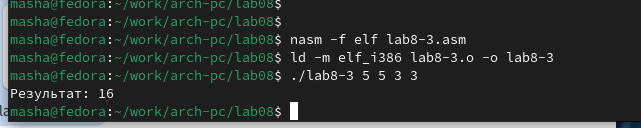 masha@fedora:~/work/arch-pc/lab08$
masha@fedora:~/work/arch-pc/lab08$
masha@fedora:~/work/arch-pc/lab08$ nasm -f elf lab8-3.asm
masha@fedora:~/work/arch-pc/lab08$ ld -m elf_i386 lab8-3.o -o lab8-3
masha@fedora:~/work/arch-pc/lab08$ ./lab8-3 5 5 3 3
Результат: 16
masha@fedora:~/work/arch-pc/lab08$